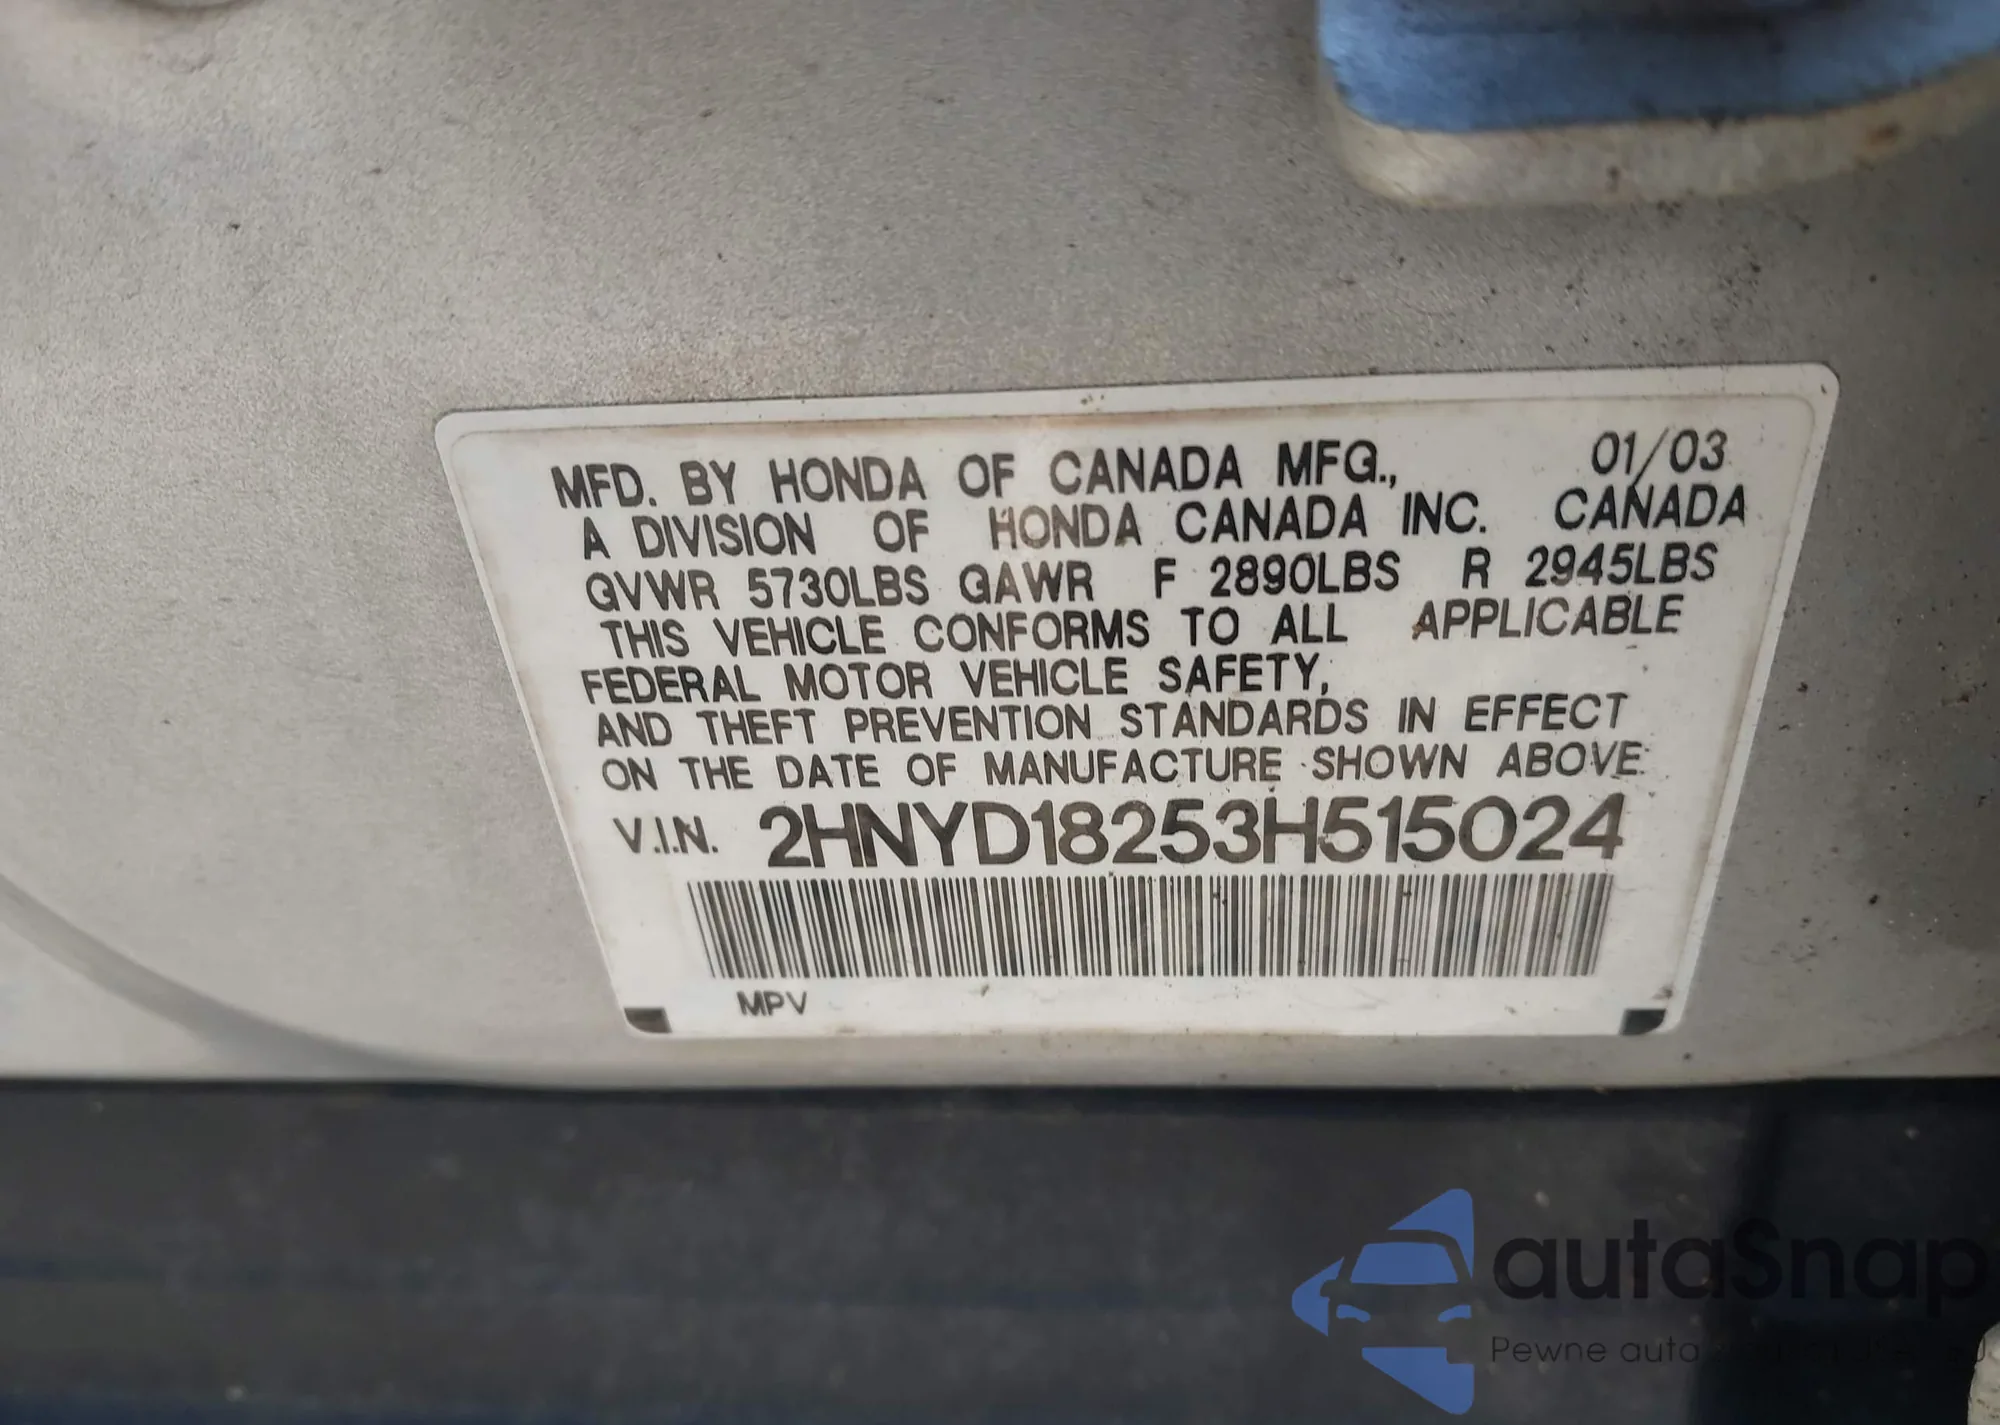 MFD. BY HONDA OF CANADA MFG., 01/03
A DIVISION OF HONDA CANADA INC. CANADA
GVWR 5730LBS GAWR F 2890LBS R 2945LBS
THIS VEHICLE CONFORMS TO ALL APPLICABLE
FEDERAL MOTOR VEHICLE SAFETY,
AND THEFT PREVENTION STANDARDS IN EFFECT
ON THE DATE OF MANUFACTURE SHOWN ABOVE.
V.I.N. 2HNYD18253H515024
MPV
autaSnap
Pewne auta